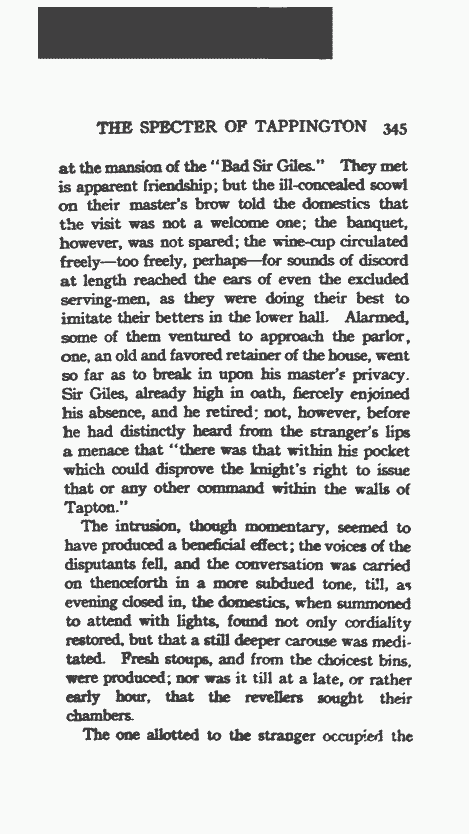 THE SPECTER OF TAPPINGTON 345
at the mansion of the "Bad Sir Giles." They met
is apparent friendship; but the ill-concealed scowl
on their master's brow told the domestics that
the visit was not a welcome one; the banquet,
however, was not spared; the wine-cup circulated
freely—too freely, perhaps—for sounds of discord
at length reached the ears of even the excluded
serving-men, as they were doing their best to
imitate their betters in the lower hall. Alarmed,
some of them ventured to approach the parlor,
one, an old and favored retainer of the house, went
so far as to break in upon his master's privacy.
Sir Giles, already high in oath, fiercely enjoined
his absence, and he retired; not, however, before
he had distinctly heard from the stranger's lips
a menace that "there was that within his pocket
which could disprove the knight's right to issue
that or any other command within the walls of
Tapton."
The intrusion, though momentary, seemed to
have produced a beneficial effect; the voices of the
disputants fell, and the conversation was carried
on thenceforth in a more subdued tone, till, as
evening closed in, the domestics, when summoned
to attend with lights, found not only cordiality
restored, but that a still deeper carouse was medi-
tated. Fresh stoups, and from the choicest bins,
were produced; nor was it till at a late, or rather
early hour, that the revellers sought their
chambers.
The one allotted to the stranger occupied the